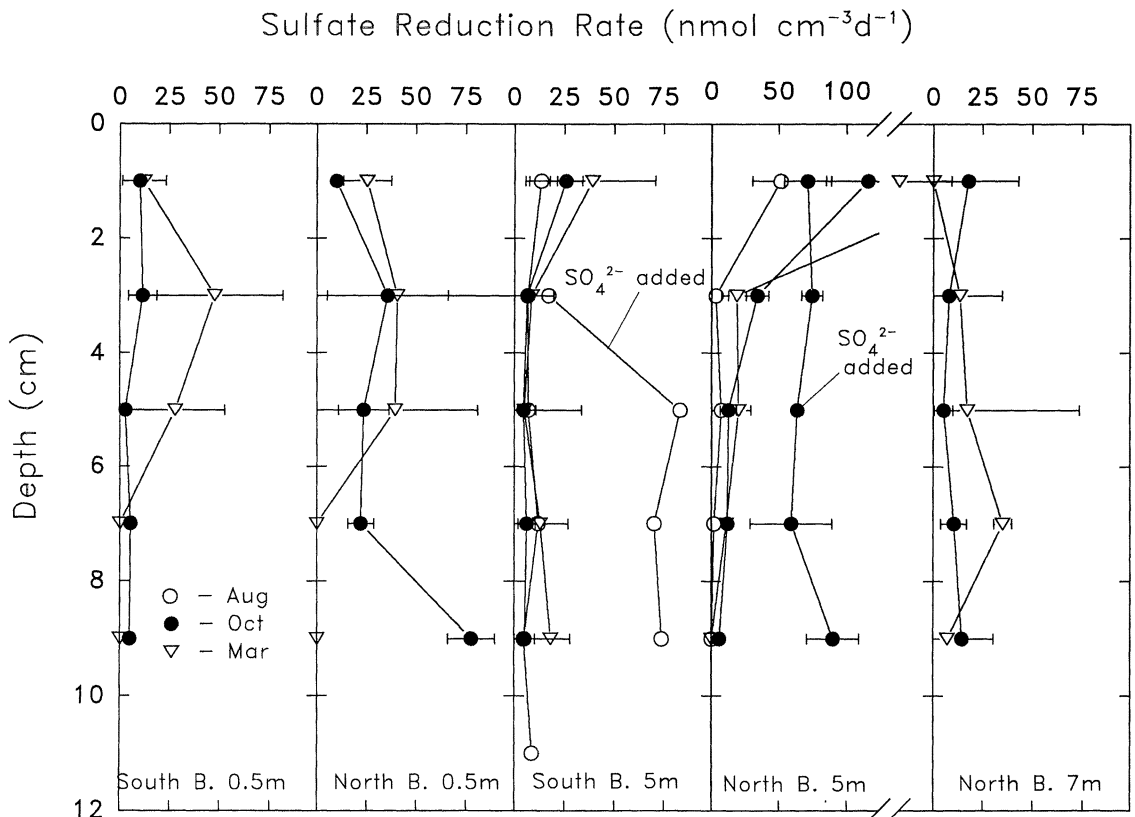 Sulfate Reduction Rate (nmol cm⁻³d⁻¹)
0 25 50 75 0 25 50 75 0 25 50 75 0 50 100 0 25 50 75
0
2
4
6
8
10
12
Depth (cm)
SO₄²⁻ added
SO₄²⁻
added
○ – Aug
● – Oct
▽ – Mar
South B. 0.5m North B. 0.5m South B. 5m North B. 5m North B. 7m